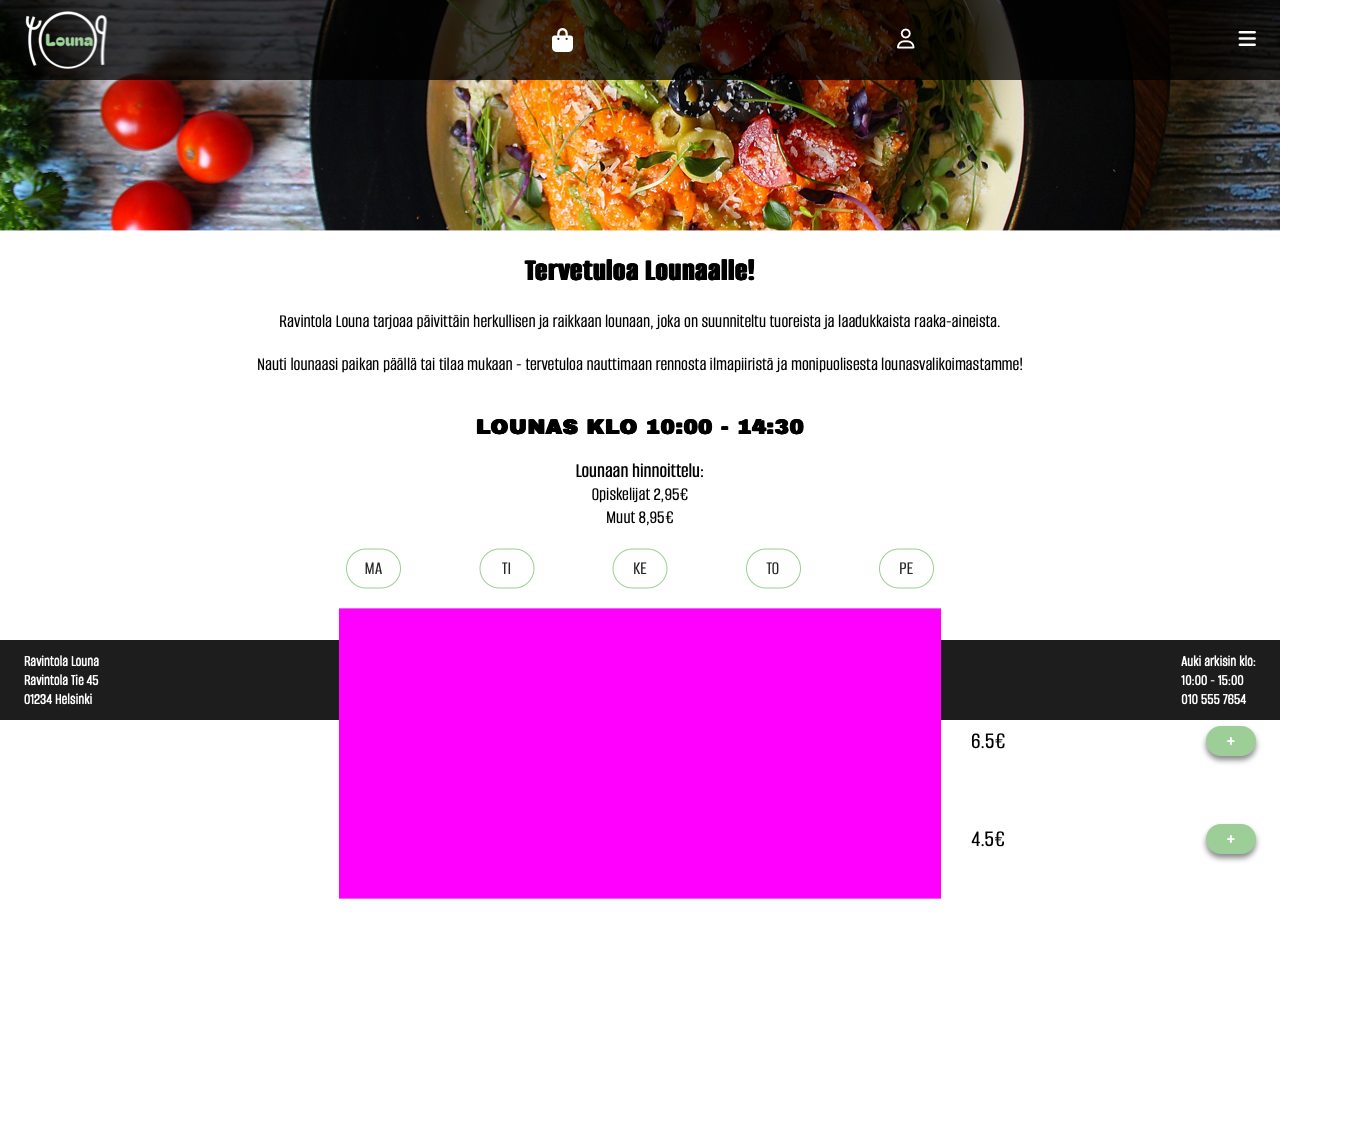 Louna
Tervetuloa Lounaalle!
Ravintola Louna tarjoaa päivittäin herkullisen ja raikkaan lounaan, joka on suunniteltu tuoreista ja laadukkaista raaka-aineista.
Nauti lounaasi paikan päällä tai tilaa mukaan - tervetuloa nauttimaan rennosta ilmapiiristä ja monipuolisesta lounasvalikoimastamme!
LOUNAS KLO 10:00 - 14:30
Lounaan hinnoittelu:
Opiskelijat 2,95€
Muut 8,95€
MA TI KE TO PE
Ravintola Louna
Ravintola Tie 45
01234 Helsinki
Auki arkisin klo:
10:00 - 15:00
010 555 7654
6.5€ +
4.5€ +